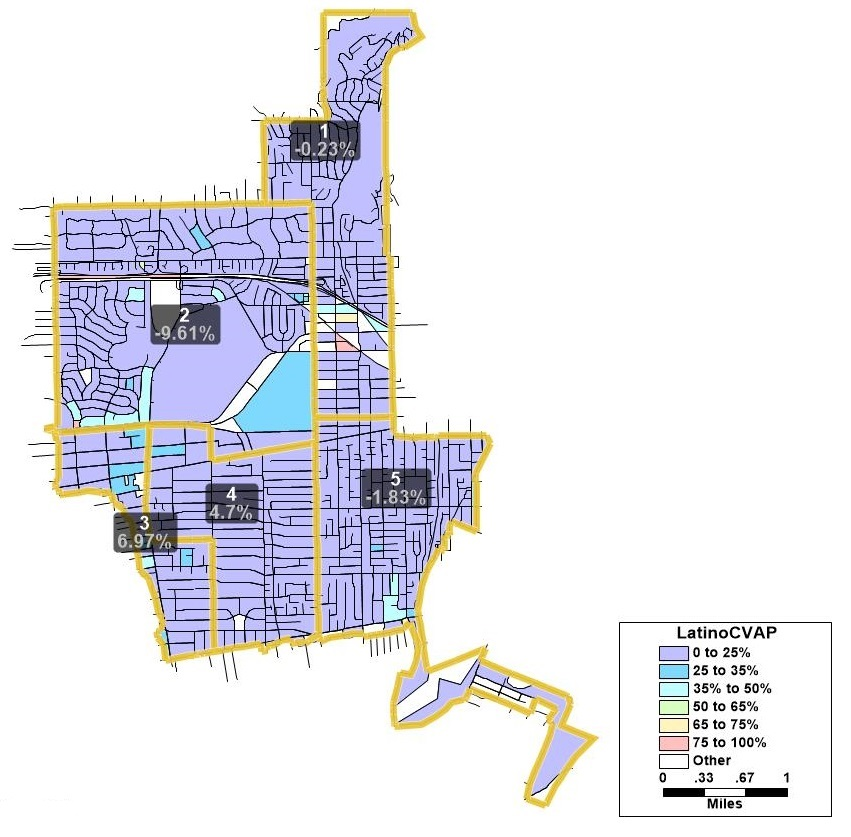 1
-0.23%
2
-9.61%
5
-1.83%
4
4.7%
3
6.97%
LatinoCVAP
0 to 25%
25 to 35%
35% to 50%
50 to 65%
65 to 75%
75 to 100%
Other
0 .33 .67 1
Miles